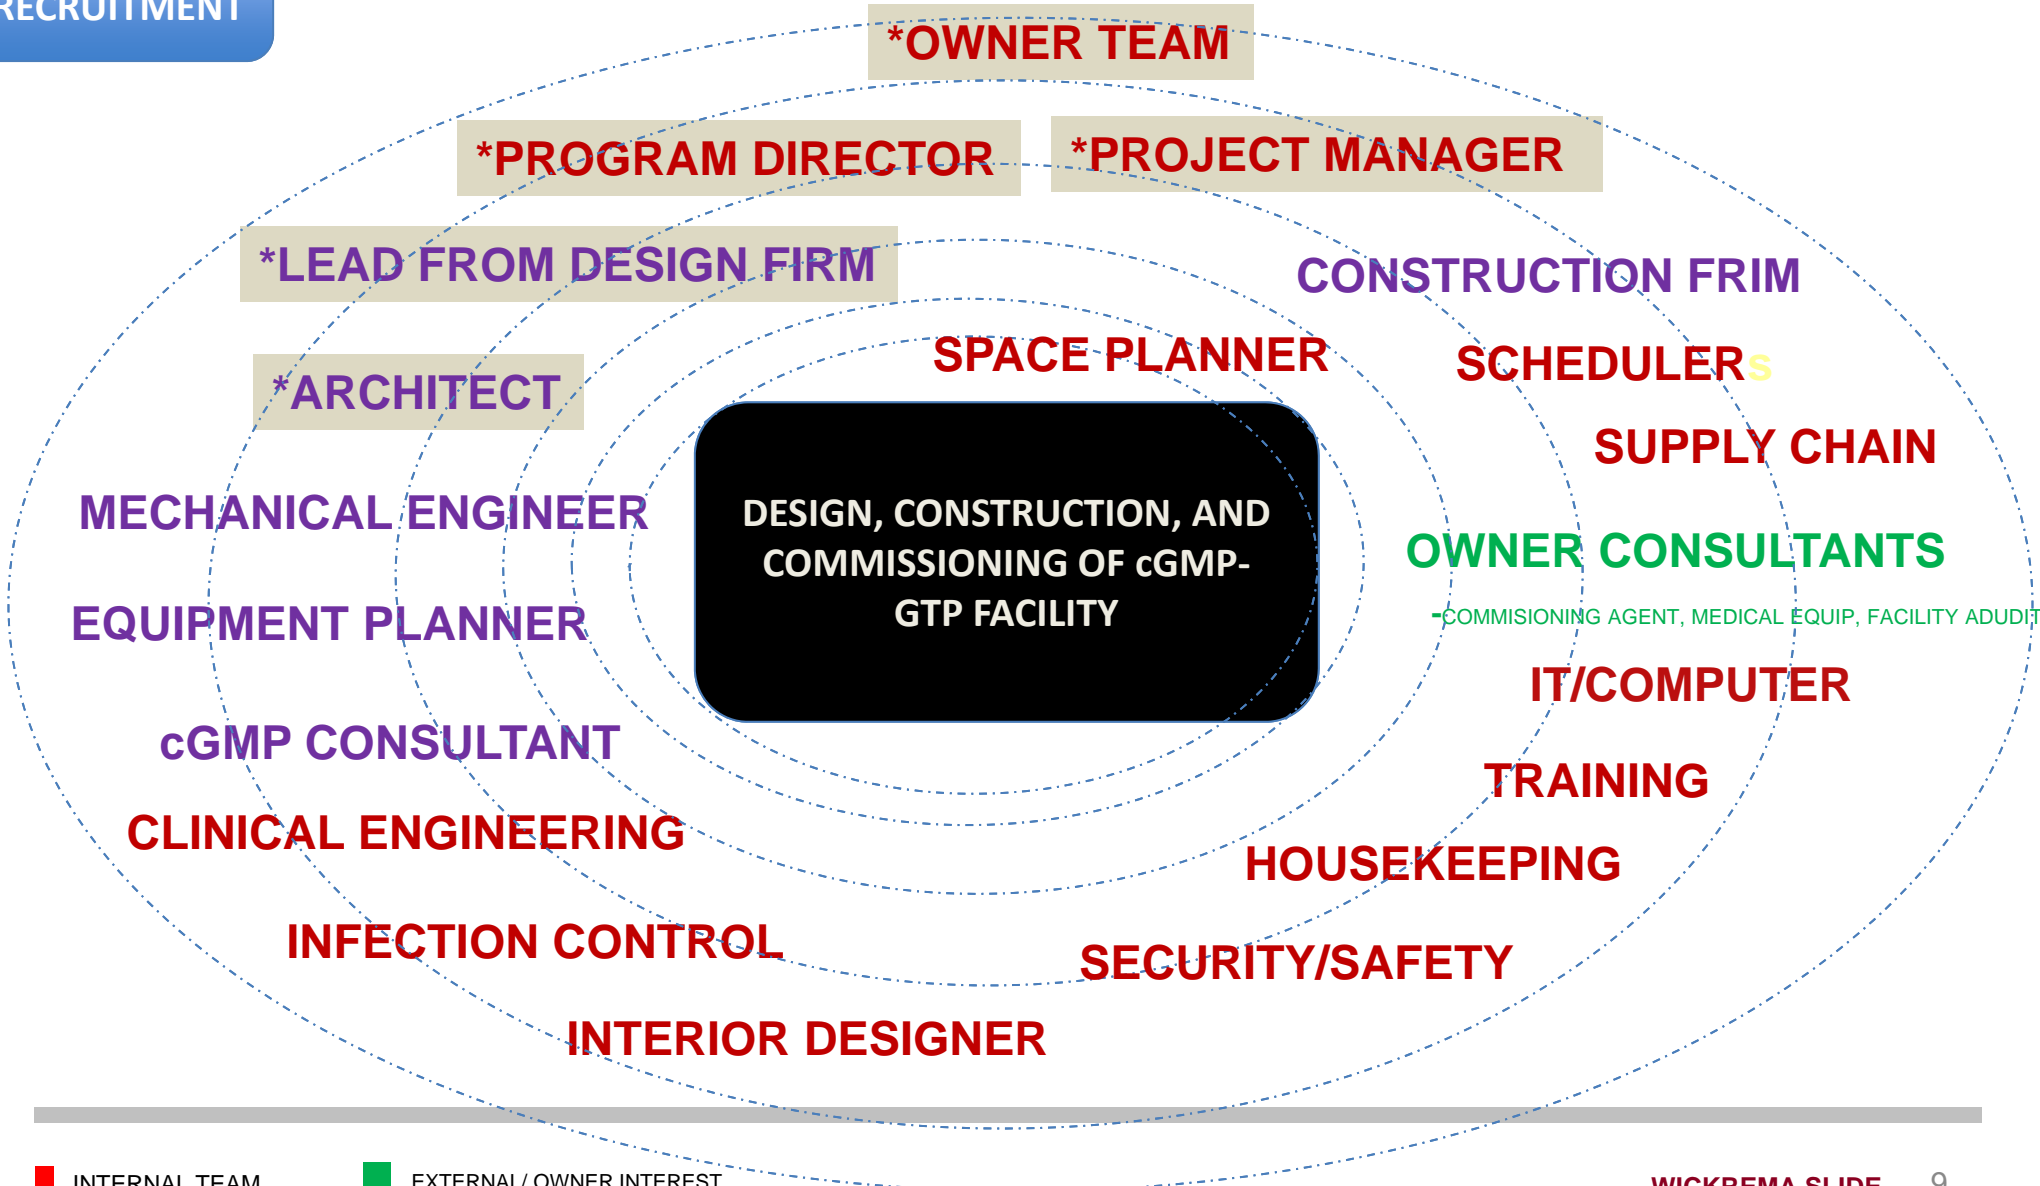 RECRUITMENT
*OWNER TEAM
*PROGRAM DIRECTOR
*PROJECT MANAGER
*LEAD FROM DESIGN FIRM
CONSTRUCTION FRIM
SPACE PLANNER
SCHEDULERs
*ARCHITECT
SUPPLY CHAIN
MECHANICAL ENGINEER
DESIGN, CONSTRUCTION, AND
COMMISSIONING OF cGMP-
GTP FACILITY
OWNER CONSULTANTS
-COMMISIONING AGENT, MEDICAL EQUIP, FACILITY ADUDIT
EQUIPMENT PLANNER
IT/COMPUTER
cGMP CONSULTANT
TRAINING
CLINICAL ENGINEERING
HOUSEKEEPING
INFECTION CONTROL
SECURITY/SAFETY
INTERIOR DESIGNER
INTERNAL TEAM
EXTERNAL/ OWNER INTEREST
WICKREMA SLIDE
9